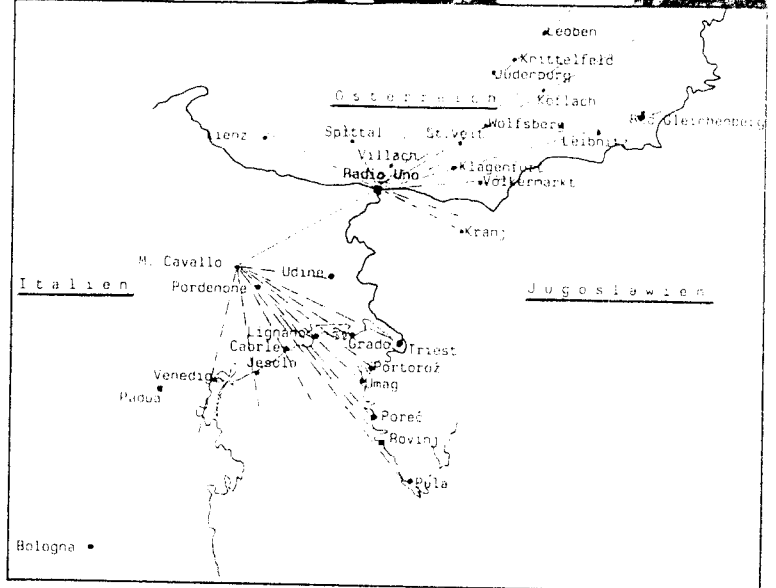 Leoben
Knittelfeld
Judenburg
Österreich
Köflach
Bad Gleichenberg
Wolfsberg
Lienz
Spittal
St.Veit
Leibnitz
Villach
Klagenfurt
Radio Uno
Völkermarkt
Kranj
M. Cavallo
Udine
Italien
Pordenone
Jugoslawien
Lignano
Grado
Triest
Caorle
Jesolo
Portorož
Venedig
Umag
Padua
Poreč
Rovinj
Pula
Bologna